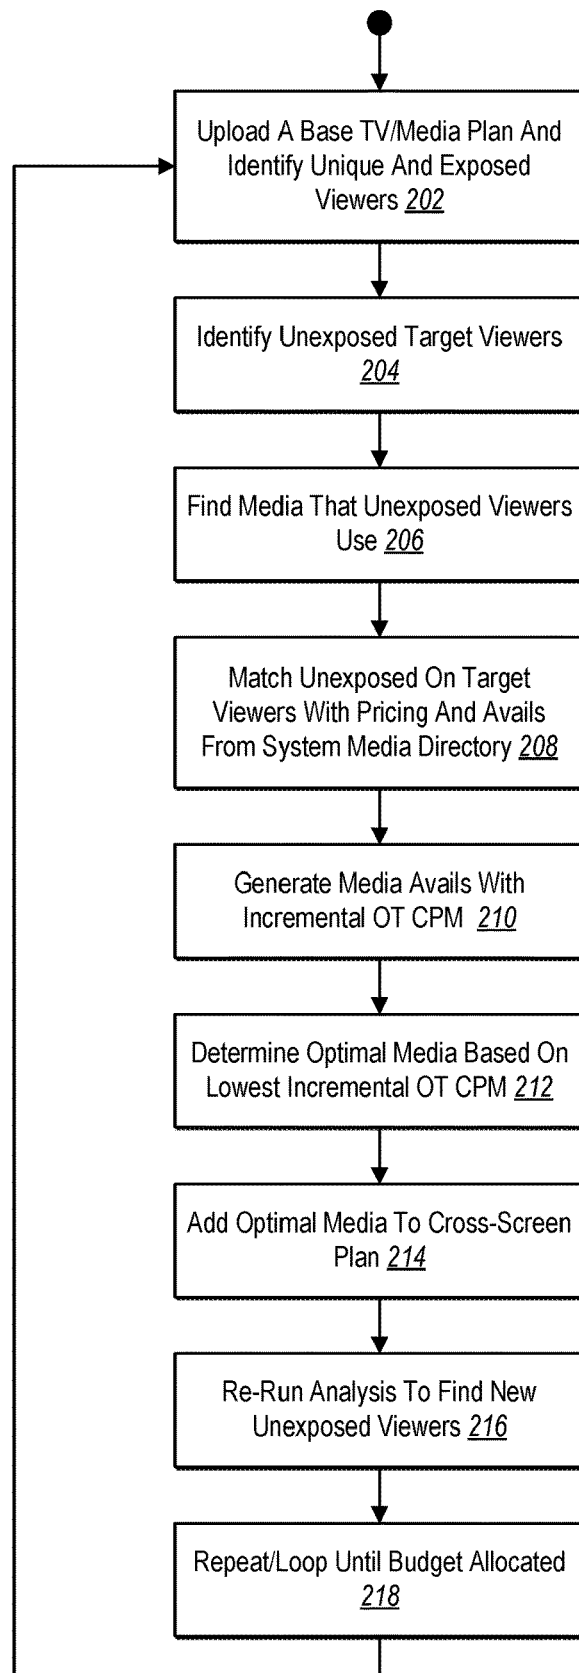 Upload A Base TV/Media Plan And
Identify Unique And Exposed
Viewers 202
Identify Unexposed Target Viewers
204
Find Media That Unexposed Viewers
Use 206
Match Unexposed On Target
Viewers With Pricing And Avails
From System Media Directory 208
Generate Media Avails With
Incremental OT CPM 210
Determine Optimal Media Based On
Lowest Incremental OT CPM 212
Add Optimal Media To Cross-Screen
Plan 214
Re-Run Analysis To Find New
Unexposed Viewers 216
Repeat/Loop Until Budget Allocated
218